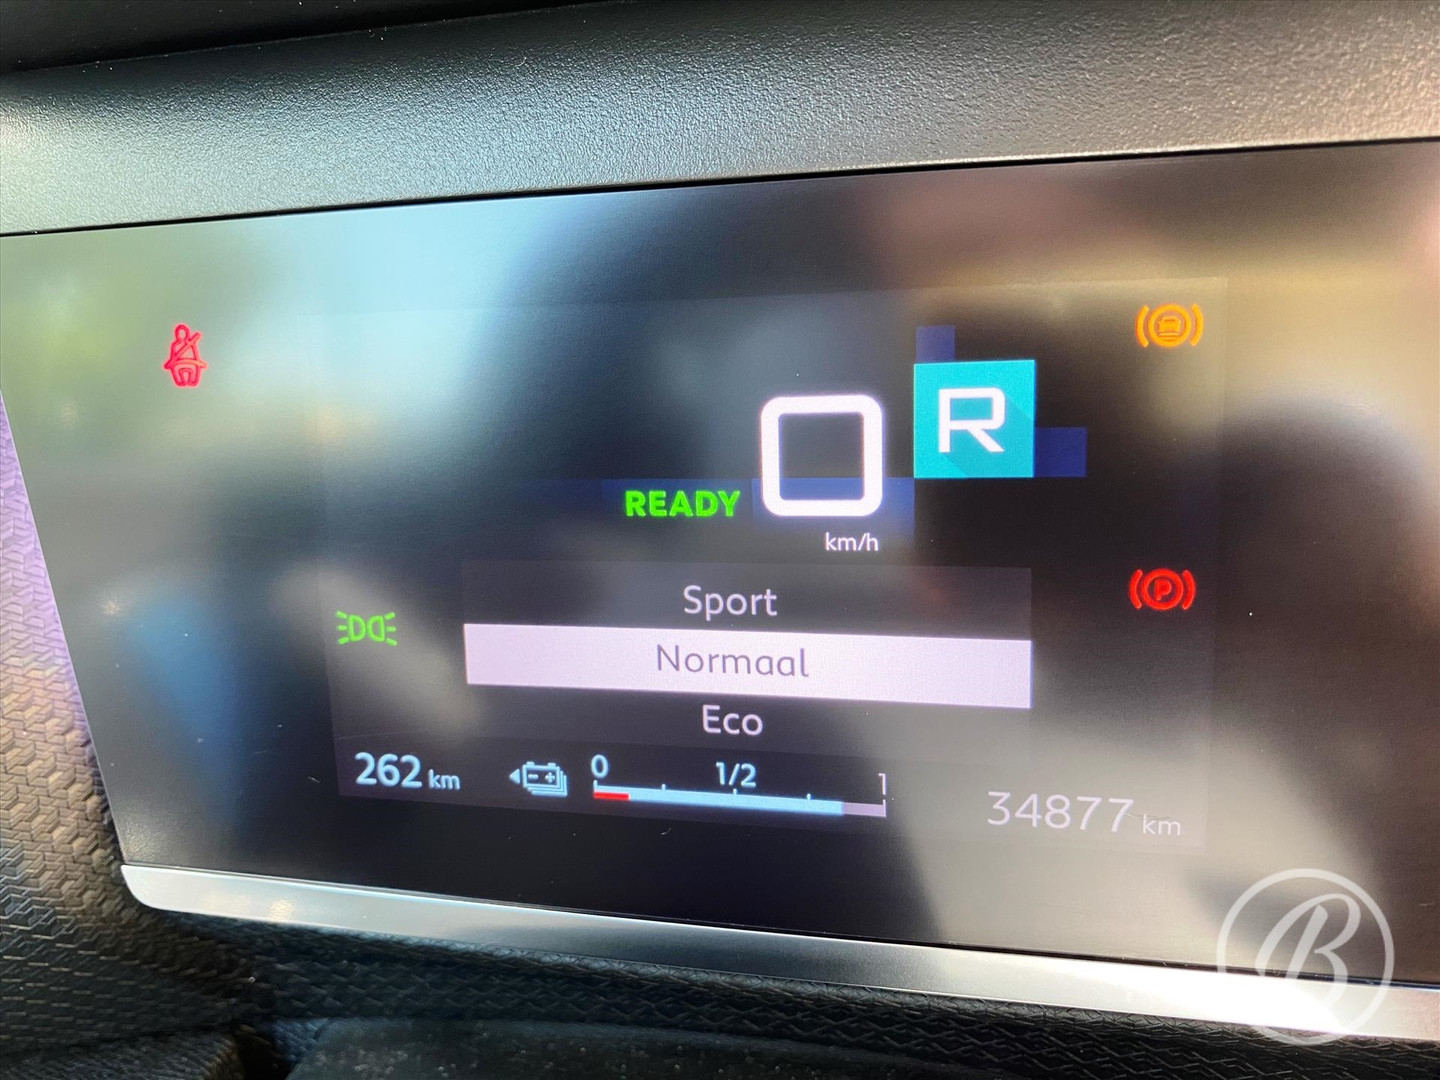 0 R
READY
km/h
Sport
Normaal
Eco
262 km 0 1/2 1 34877 km
P
B